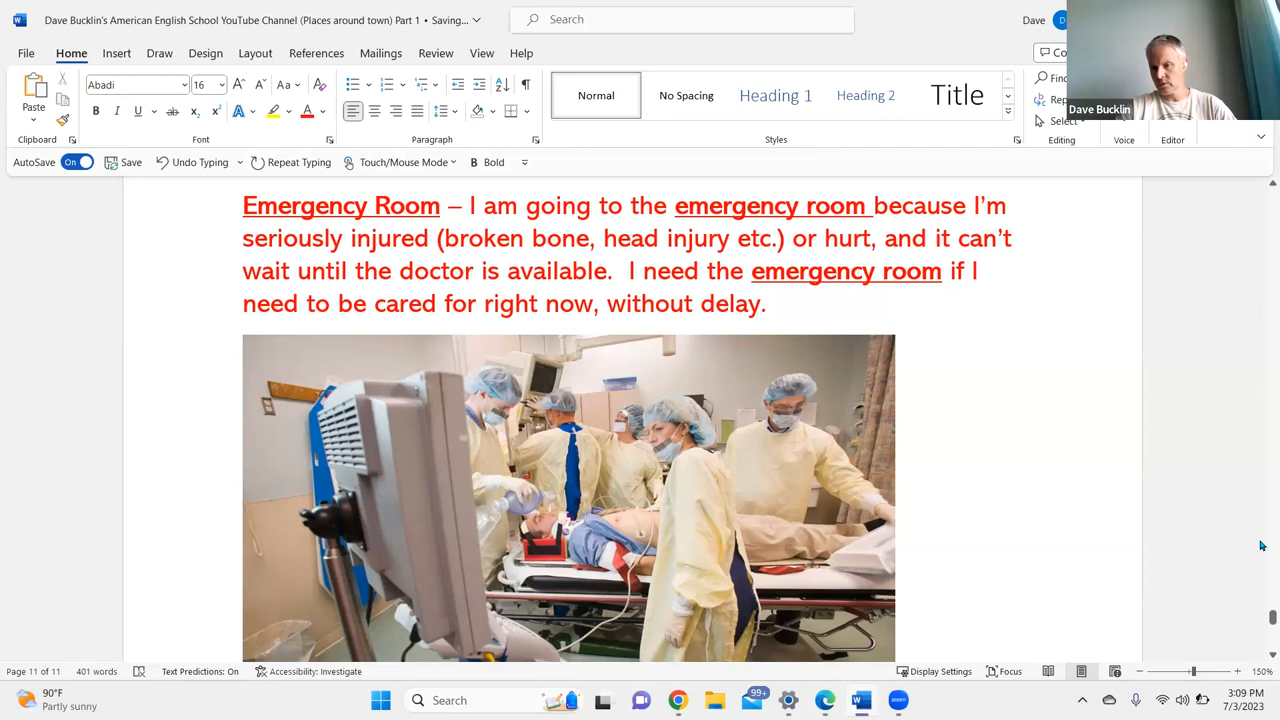 Dave Bucklin's American English School YouTube Channel (Places around town) Part 1 • Saving...
Search
Dave
D
File Home Insert Draw Design Layout References Mailings Review View Help
Co
Abadi 16
Paste
Normal No Spacing Heading 1 Heading 2 Title
Select
Dave Bucklin
Clipboard Font Paragraph Styles Editing Voice Editor
AutoSave On Save Undo Typing Repeat Typing Touch/Mouse Mode B Bold
Emergency Room – I am going to the emergency room because I'm
seriously injured (broken bone, head injury etc.) or hurt, and it can't
wait until the doctor is available. I need the emergency room if I
need to be cared for right now, without delay.
Page 11 of 11 401 words Text Predictions: On Accessibility: Investigate Display Settings Focus 150%
90°F
Partly sunny
Search
99+
zoom
3:09 PM
7/3/2023